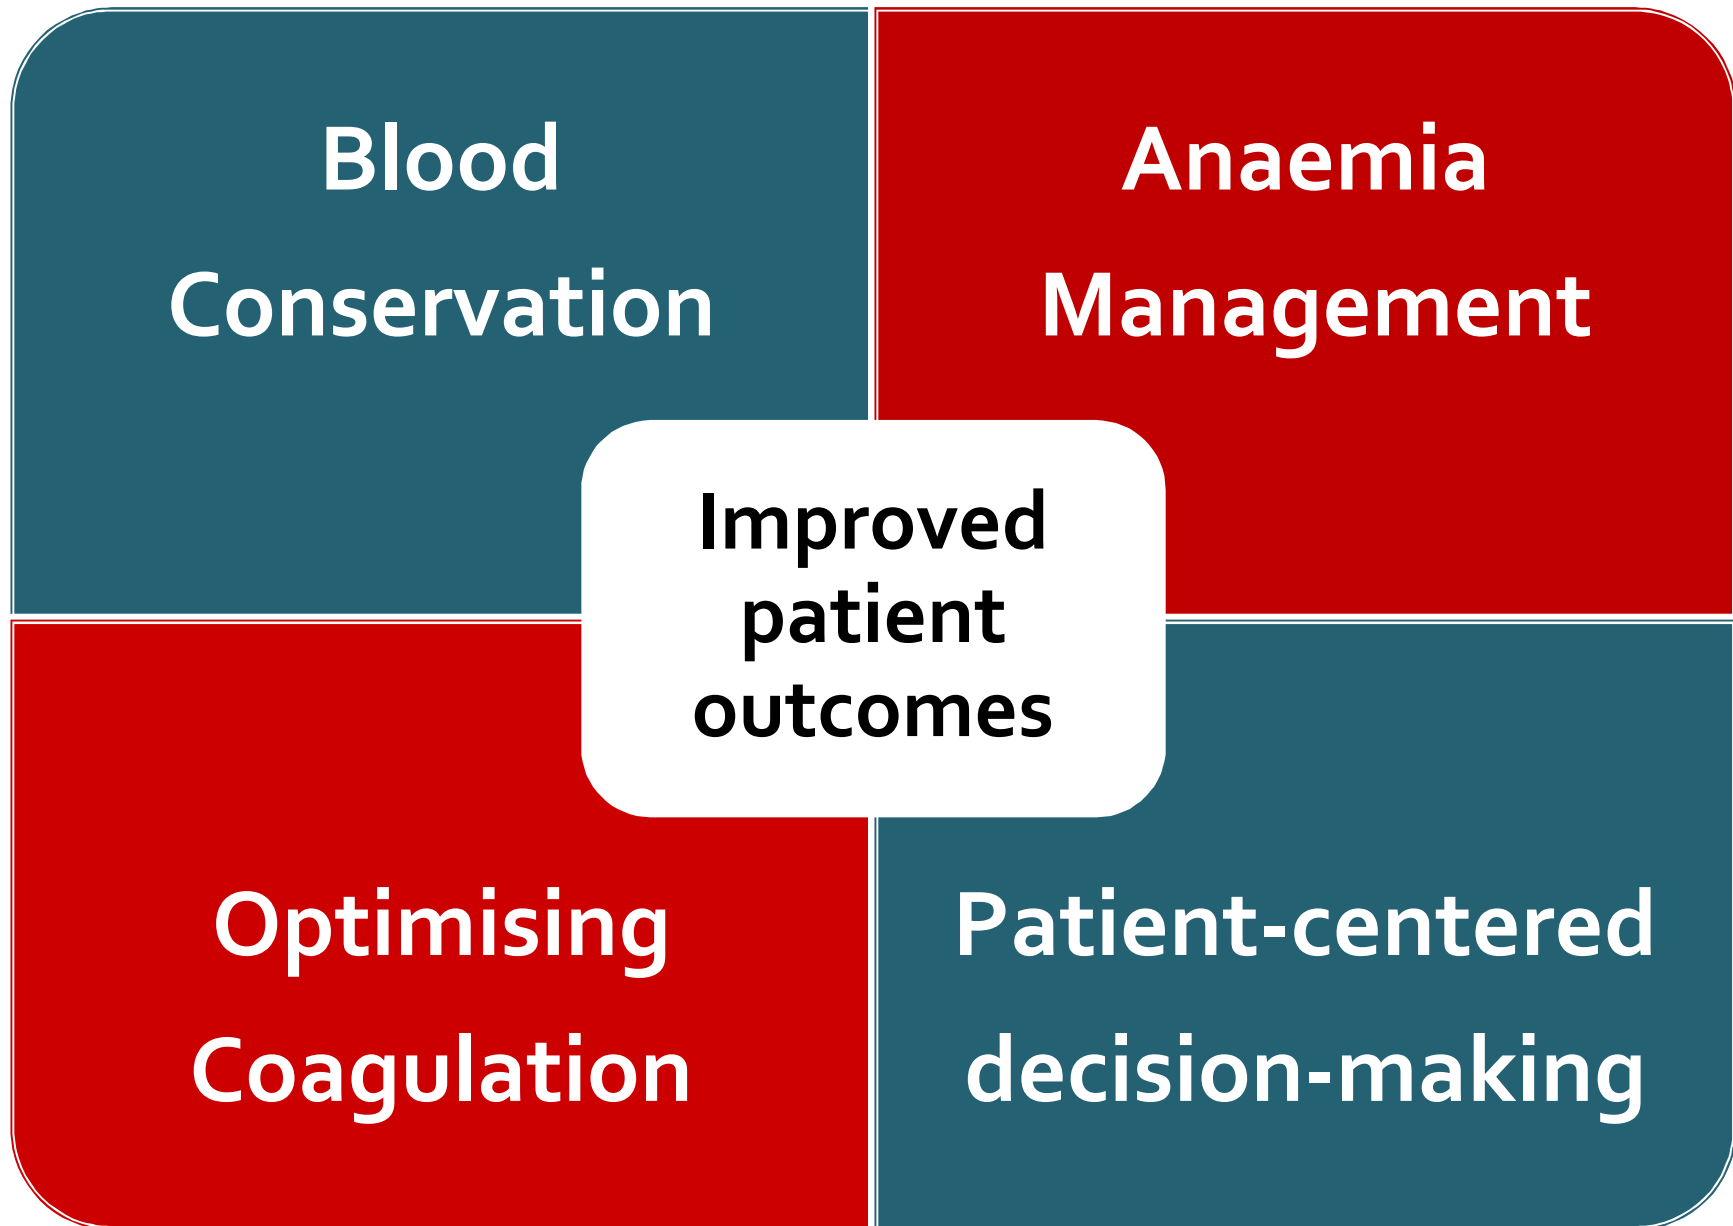 Blood
Conservation
Anaemia
Management
Improved
patient
outcomes
Optimising
Coagulation
Patient-centered
decision-making